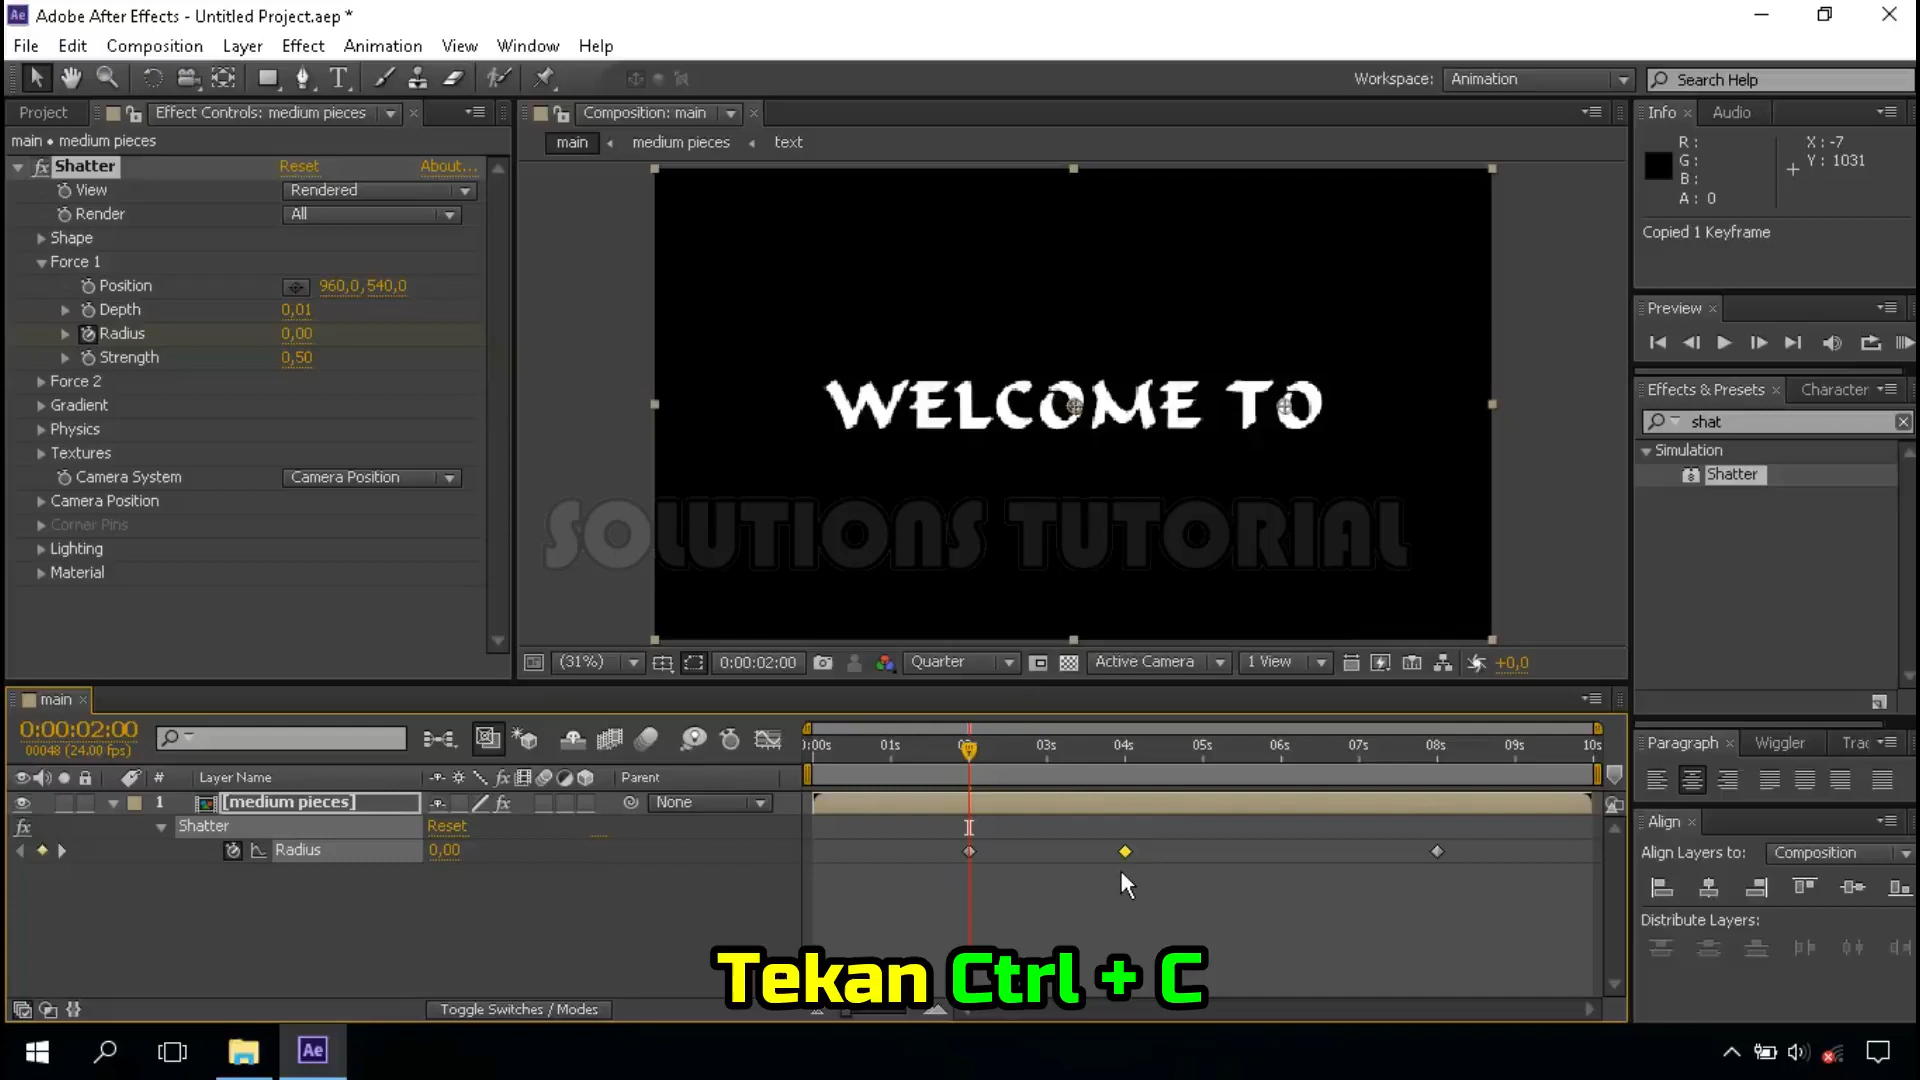 Adobe After Effects - Untitled Project.aep *
File Edit Composition Layer Effect Animation View Window Help
Workspace: Animation Search Help
Project Effect Controls: medium pieces
main • medium pieces
Shatter Reset About...
View Rendered
Render All
Shape
Force 1
Position 960,0,540,0
Depth 0,01
Radius 0,00
Strength 0,50
Force 2
Gradient
Physics
Textures
Camera System Camera Position
Camera Position
Corner Pins
Lighting
Material
Composition: main
main medium pieces text
WELCOME TO
SOLUTIONS TUTORIAL
(31%) 0:00:02:00 Quarter Active Camera 1 View +0,0
Info Audio
R:
G:
B:
A: 0
X: -7
Y: 1031
Copied 1 Keyframe
Preview
Effects & Presets Character
shat
Simulation
Shatter
Paragraph Wiggler Trac
Align
Align Layers to: Composition
Distribute Layers:
main
0:00:02:00
00048 (24.00 fps)
):00s 01s 03s 04s 05s 06s 07s 08s 09s 10s
# Layer Name Parent
1 [medium pieces] None
Shatter Reset
Radius 0,00
Tekan Ctrl + C
Toggle Switches / Modes
Ae